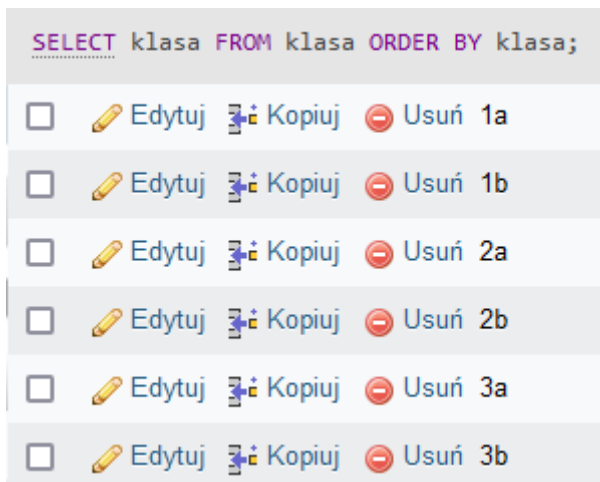 SELECT klasa FROM klasa ORDER BY klasa;
Edytuj Kopiuj Usuń 1a
Edytuj Kopiuj Usuń 1b
Edytuj Kopiuj Usuń 2a
Edytuj Kopiuj Usuń 2b
Edytuj Kopiuj Usuń 3a
Edytuj Kopiuj Usuń 3b